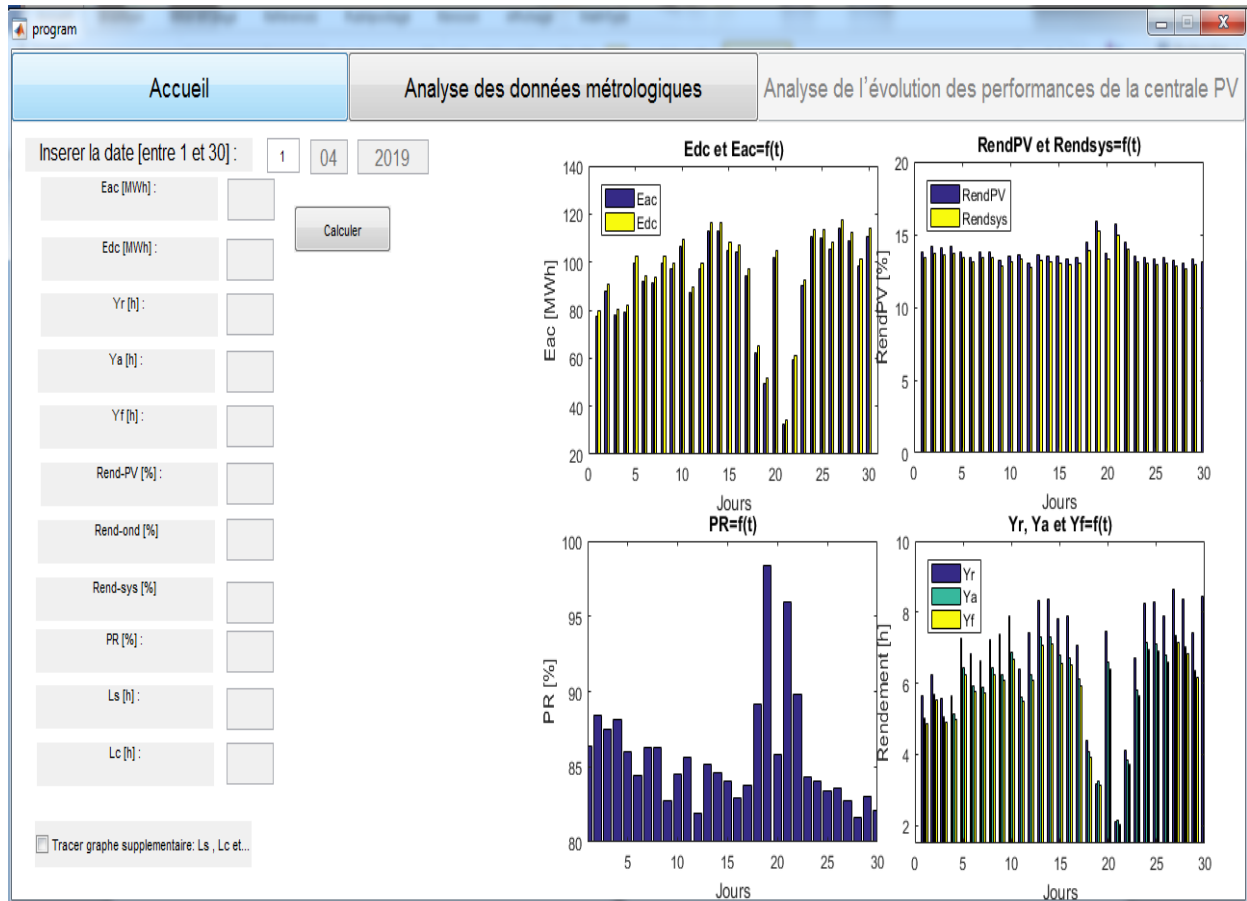 program
Accueil
Analyse des données métrologiques
Analyse de l'évolution des performances de la centrale PV
Inserer la date [entre 1 et 30] :
1
04
2019
Eac [MWh] :
Edc [MWh] :
Yr [h] :
Ya [h] :
Yf [h] :
Rend-PV [%] :
Rend-ond [%]
Rend-sys [%]
PR [%] :
Ls [h] :
Lc [h] :
Calculer
Tracer graphe supplementaire: Ls , Lc et...
Edc et Eac=f(t)
Eac [MWh]
140
120
100
80
60
40
20
Eac
Edc
0 5 10 15 20 25 30
Jours
RendPV et Rendsys=f(t)
RendPV [%]
20
15
10
5
0
RendPV
Rendsys
0 5 10 15 20 25 30
Jours
PR=f(t)
PR [%]
100
95
90
85
80
5 10 15 20 25 30
Jours
Yr, Ya et Yf=f(t)
Rendement [h]
10
8
6
4
2
Yr
Ya
Yf
0 5 10 15 20 25 30
Jours